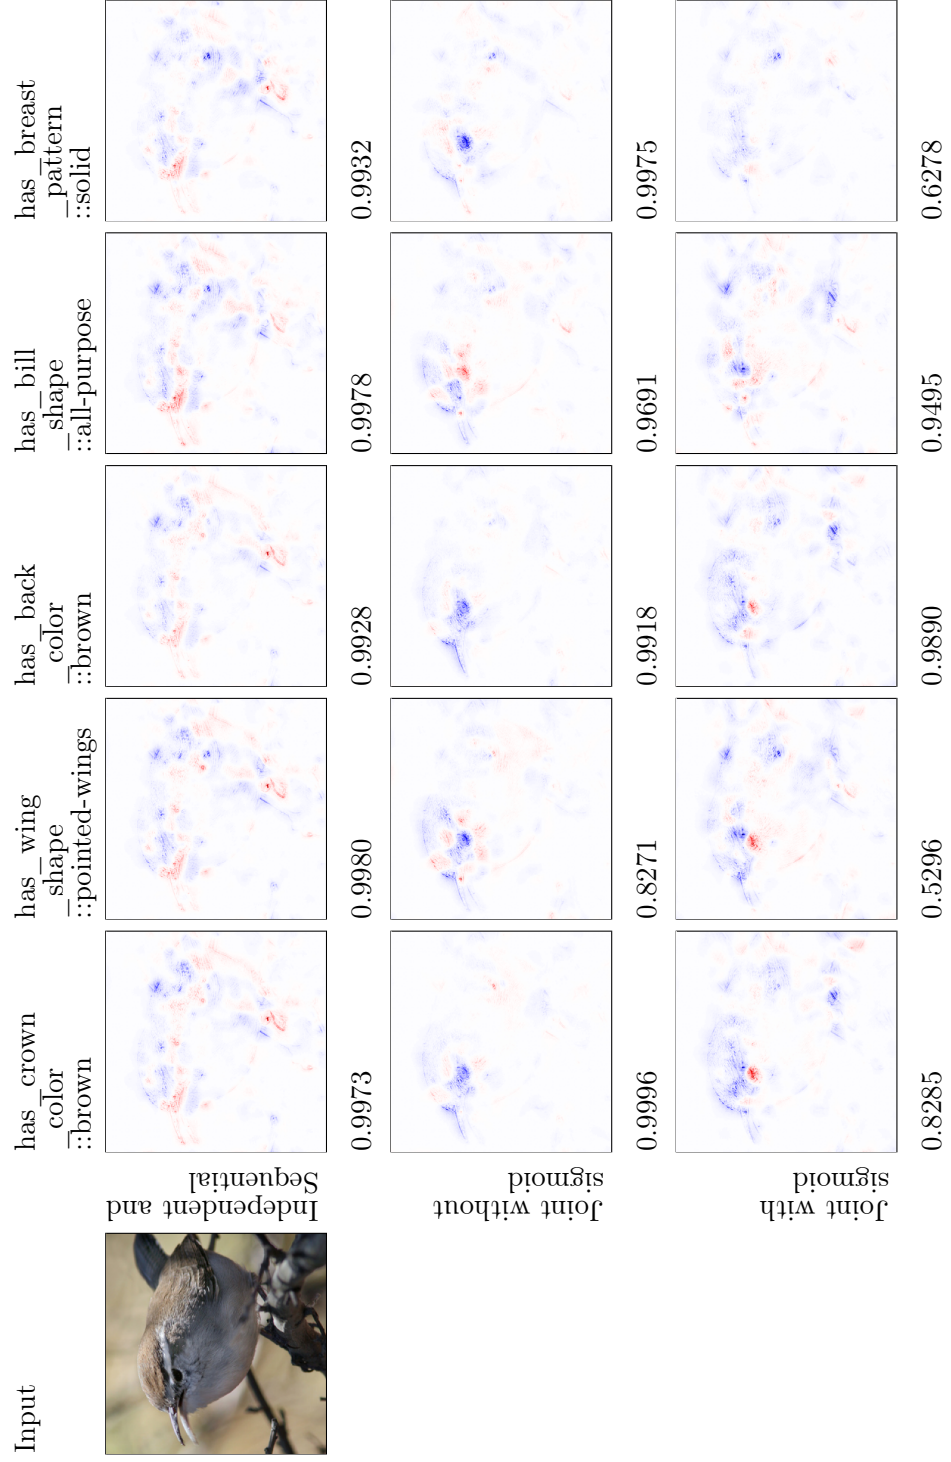 Input
has_crown
_color
::brown
has_wing
_shape
::pointed-wings
has_back
_color
::brown
has_bill
_shape
::all-purpose
has_breast
_pattern
::solid
Independent and
Sequential
0.9973
0.9980
0.9928
0.9978
0.9932
Joint without
sigmoid
0.9996
0.8271
0.9918
0.9691
0.9975
Joint with
sigmoid
0.8285
0.5296
0.9890
0.9495
0.6278